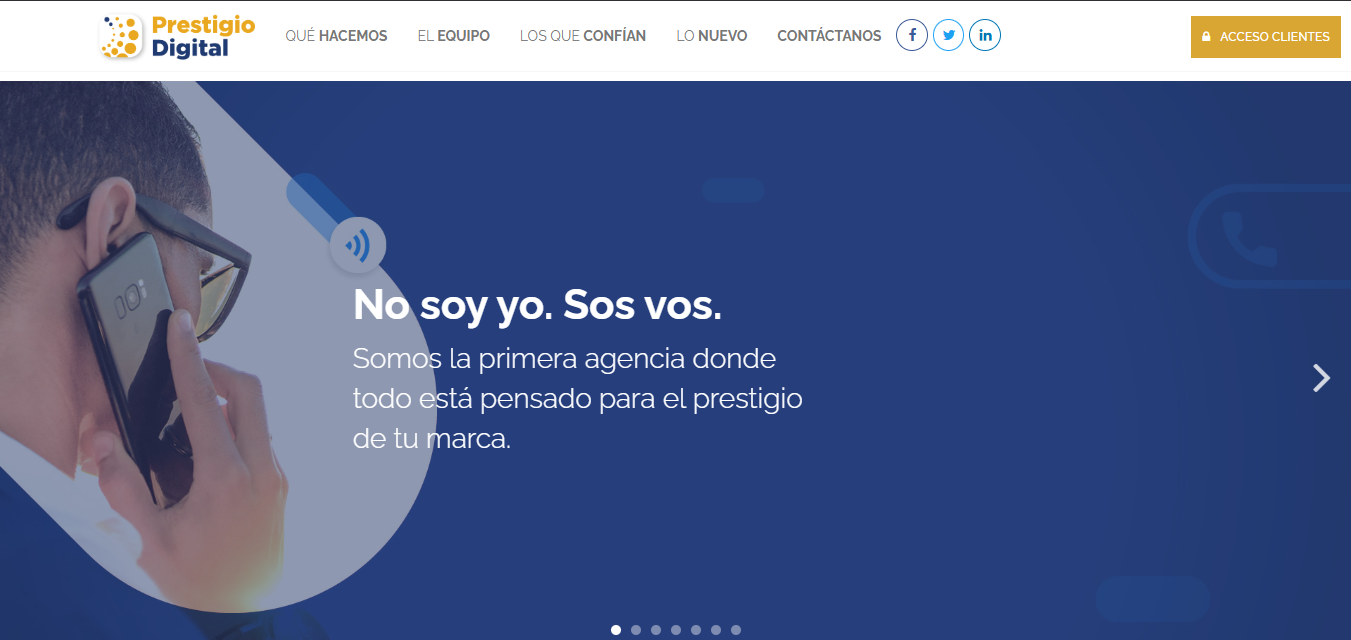 Prestigio
Digital
QUÉ HACEMOS
EL EQUIPO
LOS QUE CONFÍAN
LO NUEVO
CONTÁCTANOS
ACCESO CLIENTES
No soy yo. Sos vos.
Somos la primera agencia donde
todo está pensado para el prestigio
de tu marca.